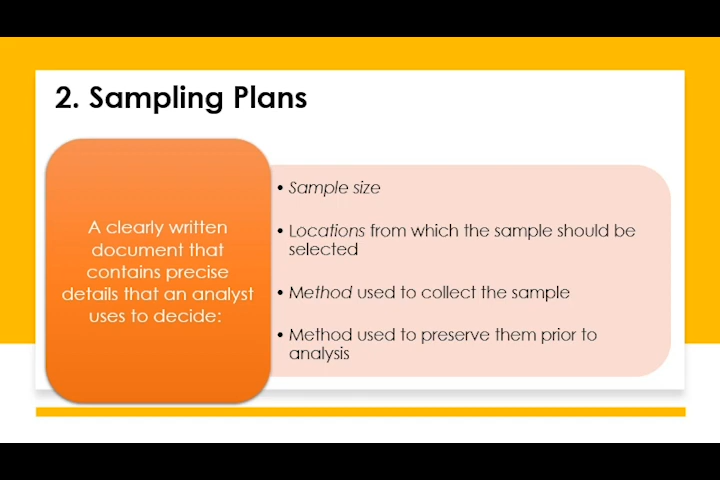 2. Sampling Plans
A clearly written
document that
contains precise
details that an analyst
uses to decide:
• Sample size
• Locations from which the sample should be
selected
• Method used to collect the sample
• Method used to preserve them prior to
analysis